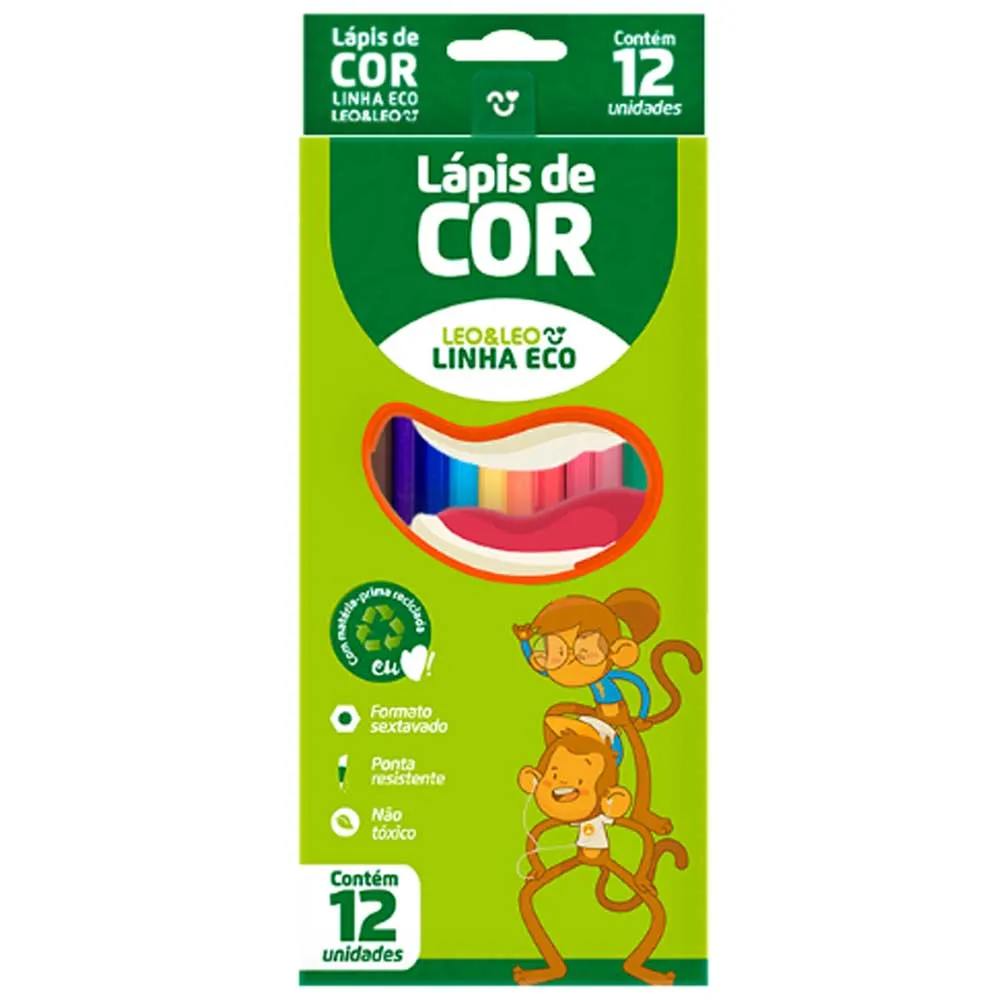 Lápis de
COR
LINHA ECO
LEO&LEO
Contém
12
unidades
Lápis de
COR
LEO&LEO
LINHA ECO
Com matéria-prima reciclada
eu !
Formato
sextavado
Ponta
resistente
Não
tóxico
Contém
12
unidades